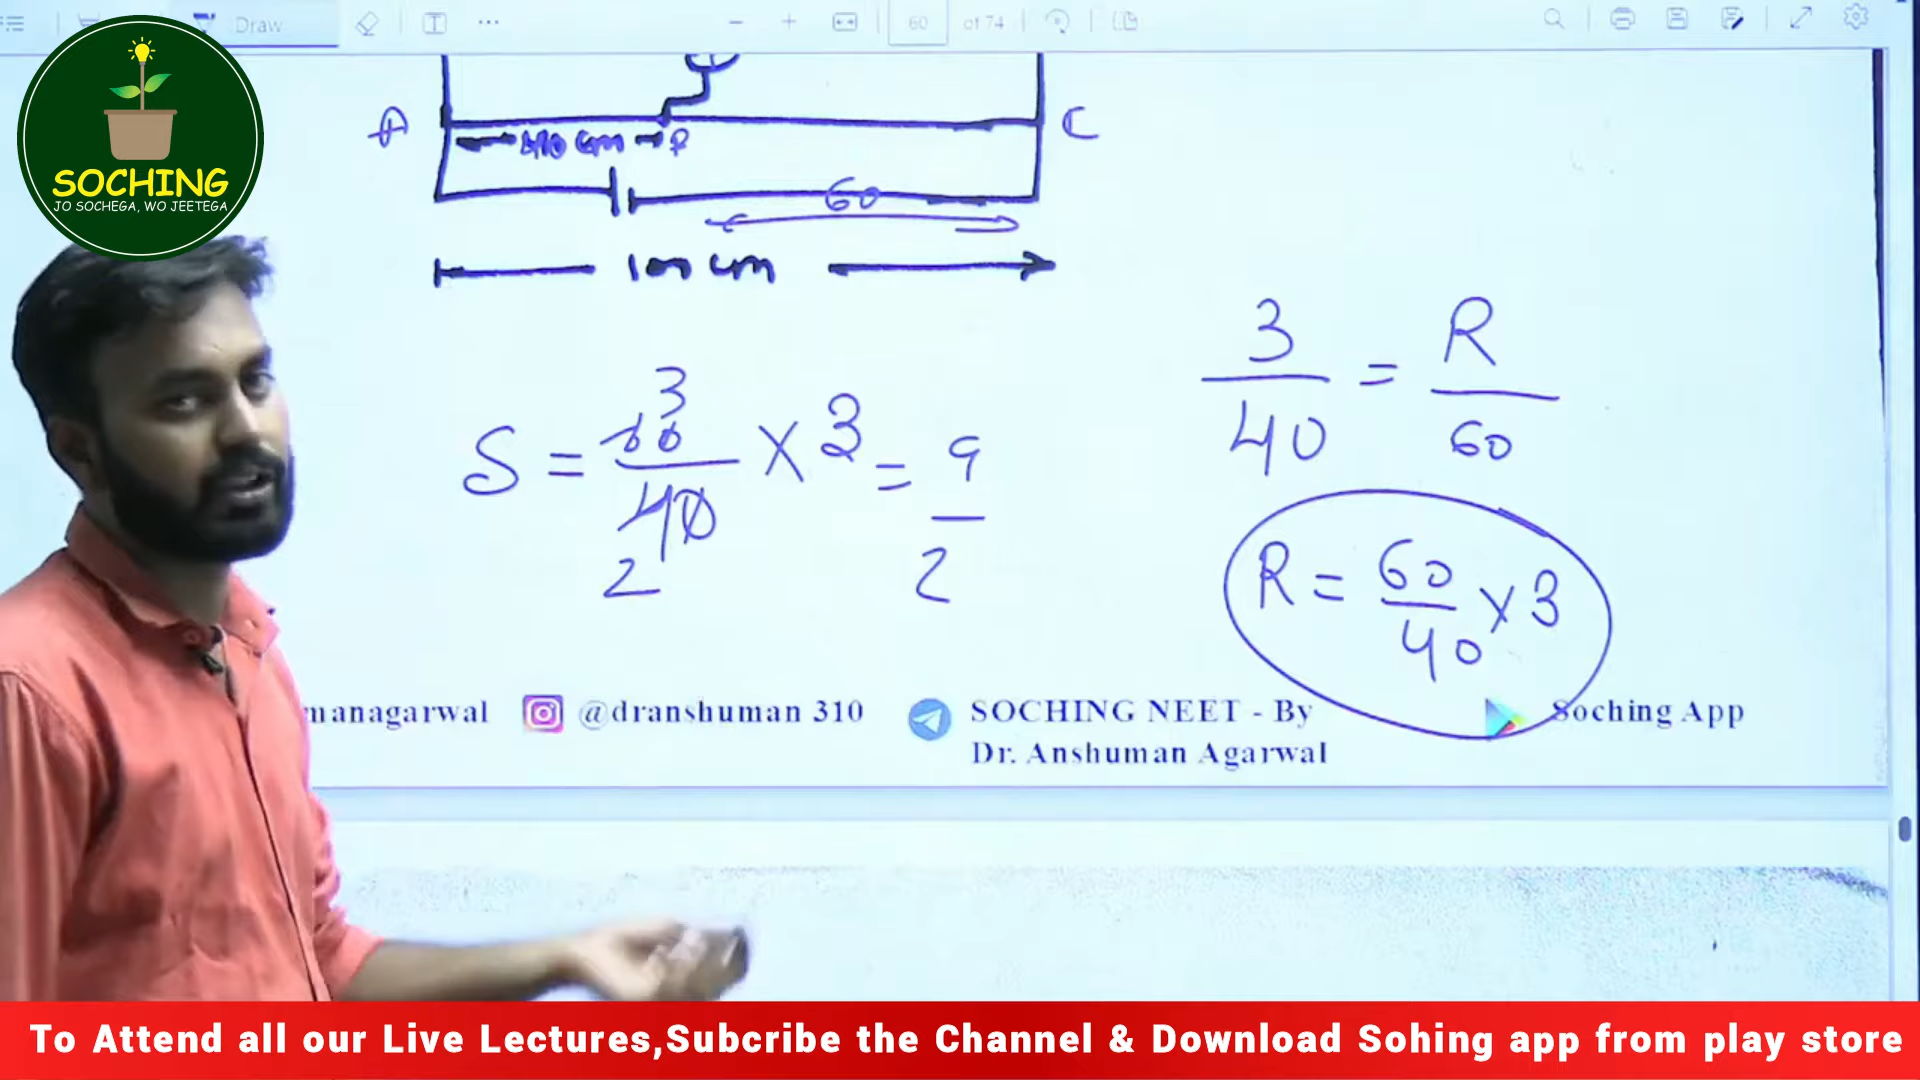 Draw
60 of 74
SOCHING
JO SOCHEGA, WO JEETEGA
A
40 cm
P
C
60
100 cm
3/40 = R/60
S = 60/40 × 3 = 9/2
3
2
R = 60/40 × 3
managarwal
@dranshuman 310
SOCHING NEET - By
Dr. Anshuman Agarwal
Soching App
To Attend all our Live Lectures,Subcribe the Channel & Download Sohing app from play store